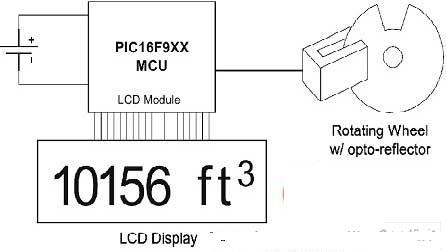 +
PIC16F9XX
MCU
LCD Module
Rotating Wheel
w/ opto-reflector
10156 ft³
LCD Display